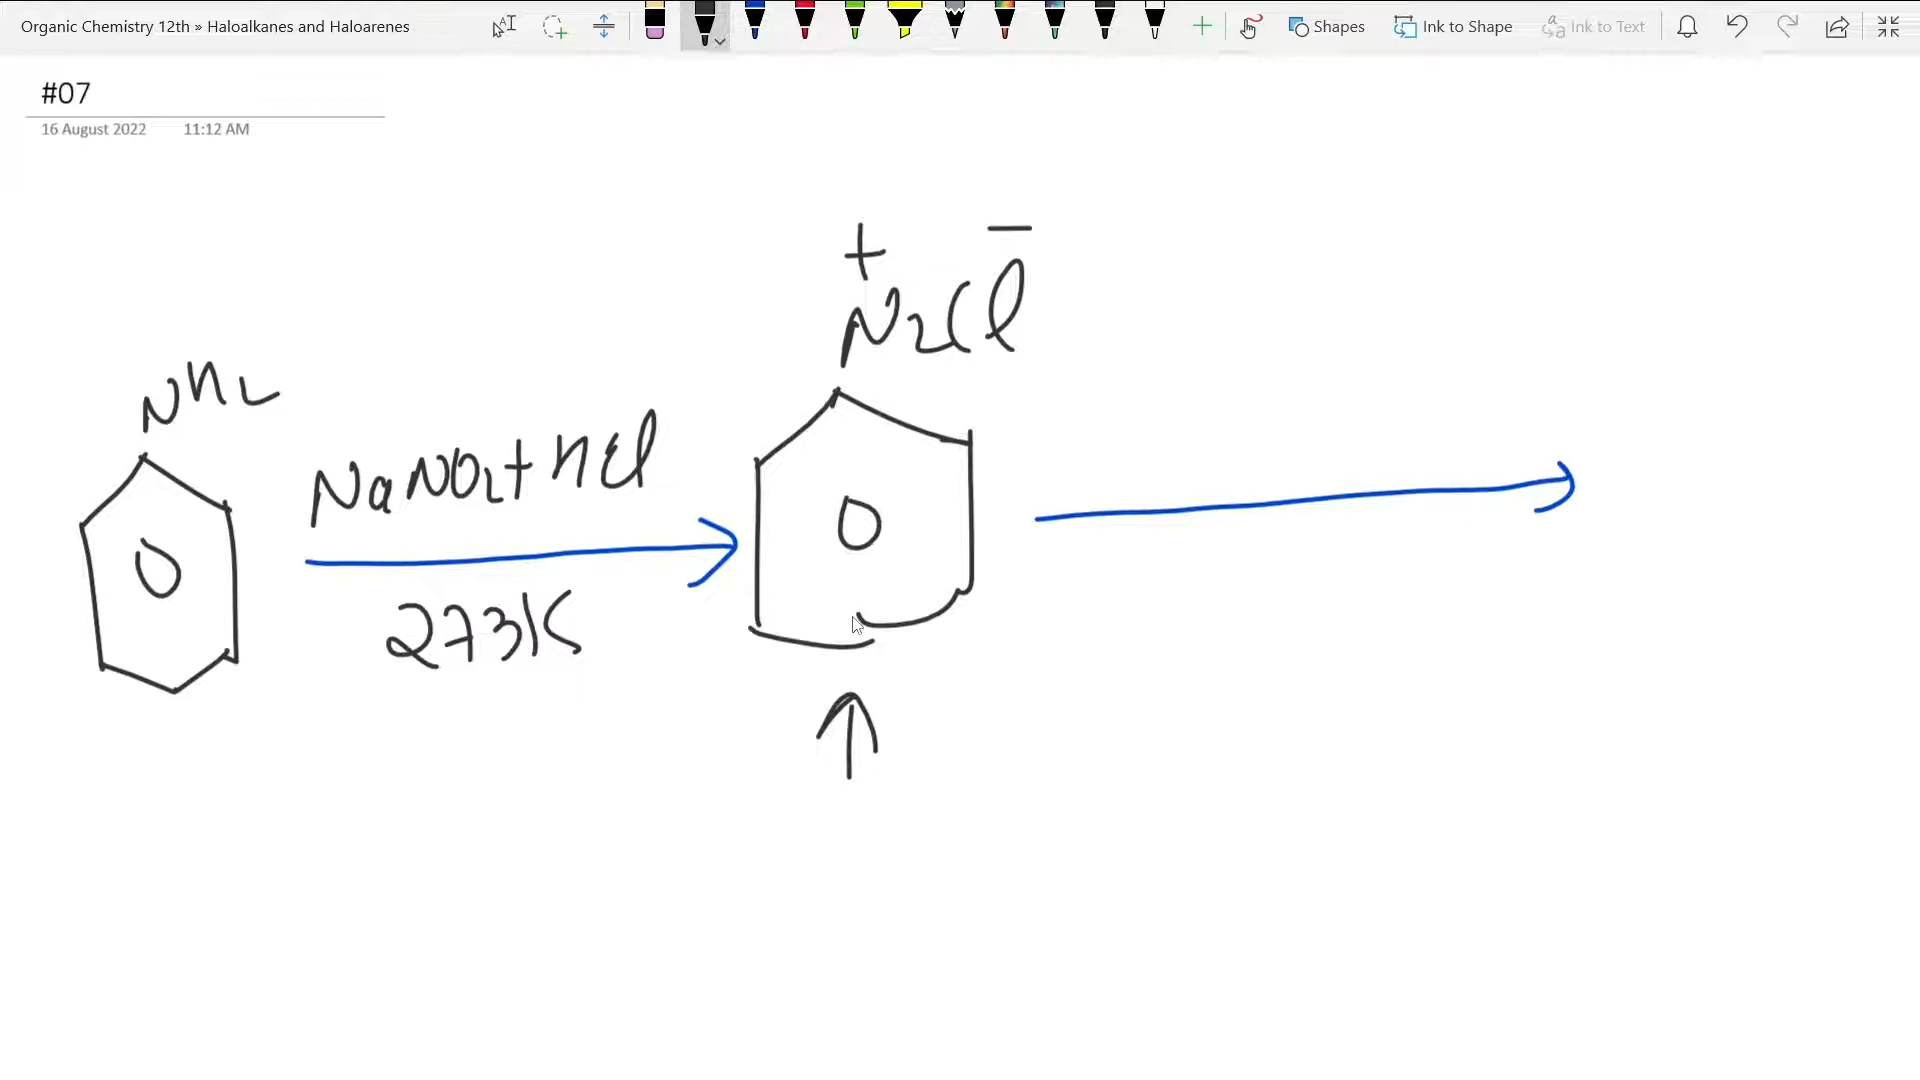 Organic Chemistry 12th » Haloalkanes and Haloarenes
Shapes
Ink to Shape
Ink to Text
#07
16 August 2022 11:12 AM
+ −
N2Cl
NH2
NaNO2+HCl
273K